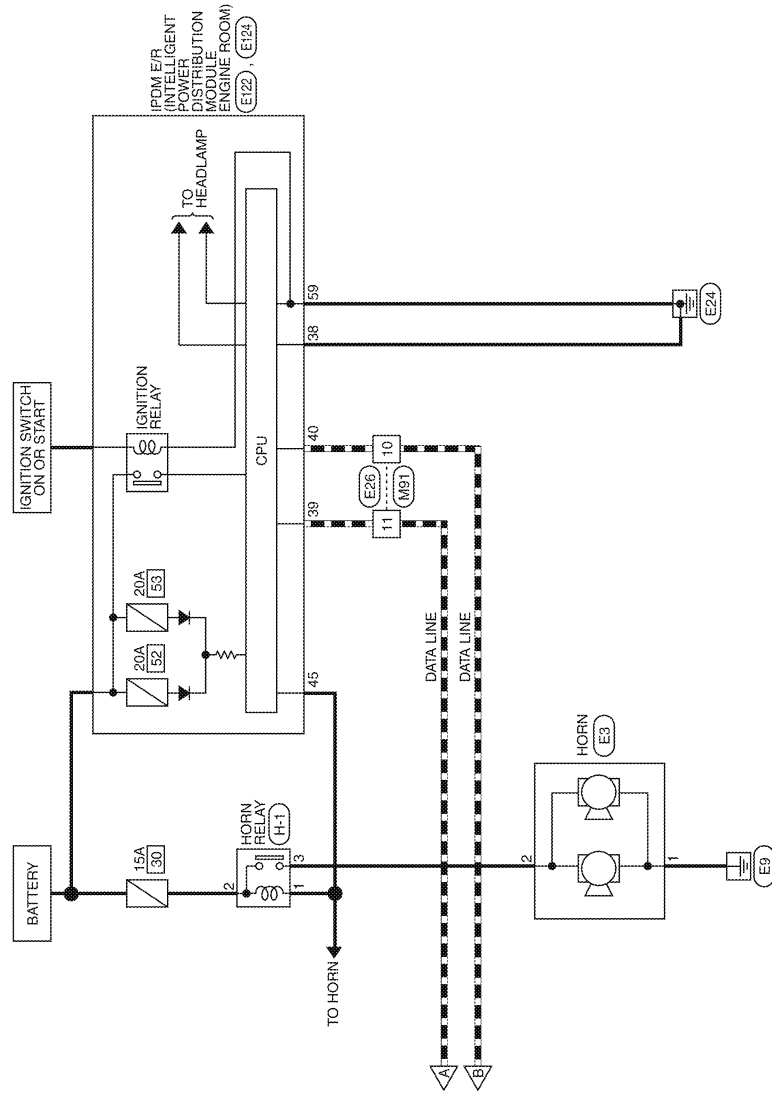 BATTERY
IGNITION SWITCH
ON OR START
IPDM E/R
(INTELLIGENT
POWER
DISTRIBUTION
MODULE
ENGINE ROOM)
E122 , E124
15A
30
20A
52
20A
53
IGNITION
RELAY
TO
HEADLAMP
HORN
RELAY
H-1
2
1
3
CPU
45
39
40
38
59
TO HORN
11
10
E26
M91
DATA LINE
DATA LINE
A
B
2
HORN
E3
1
E9
E24